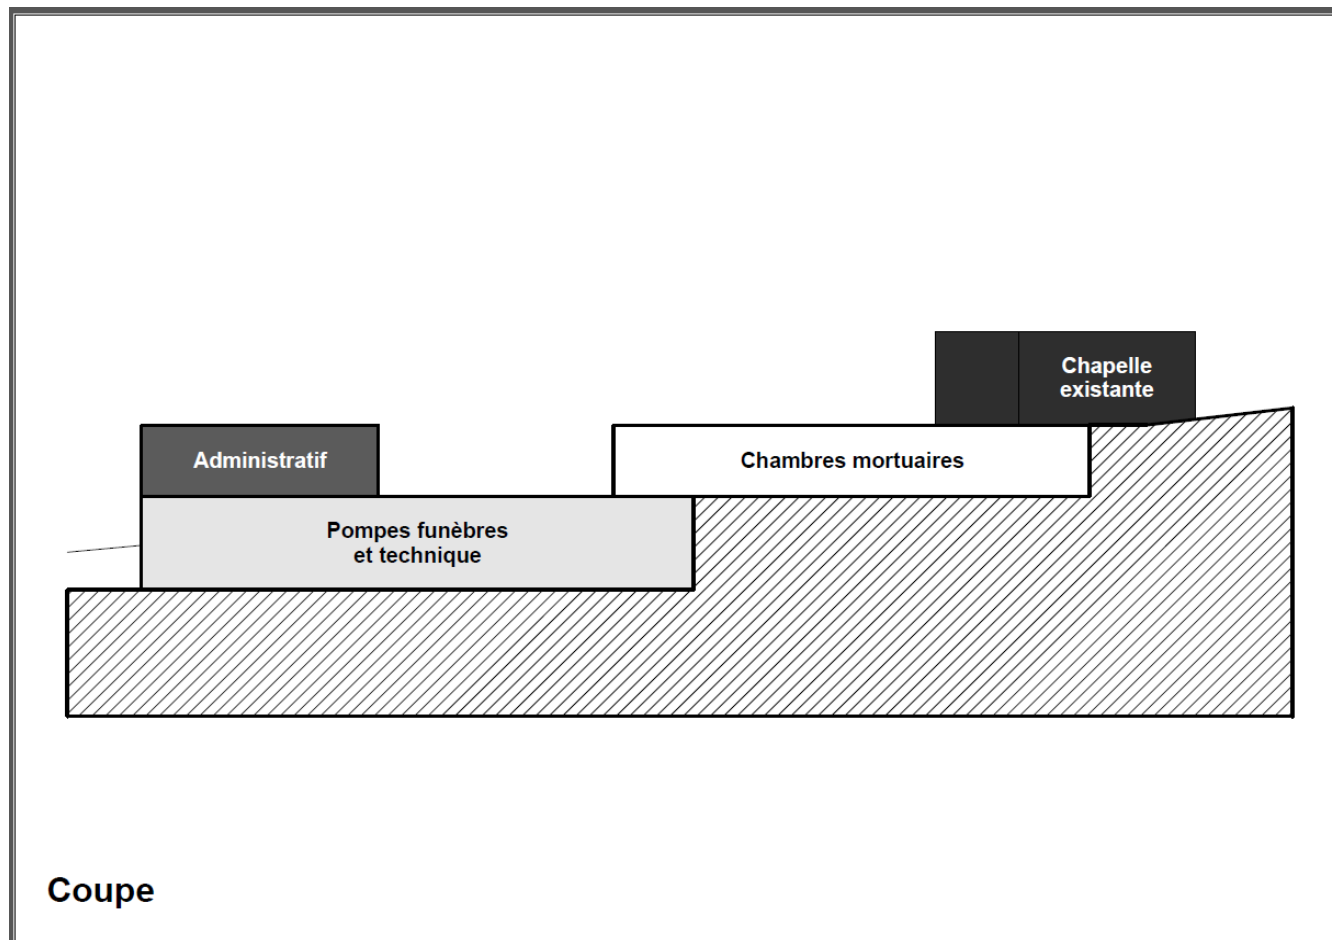 Chapelle
existante
Administratif
Chambres mortuaires
Pompes funèbres
et technique
Coupe